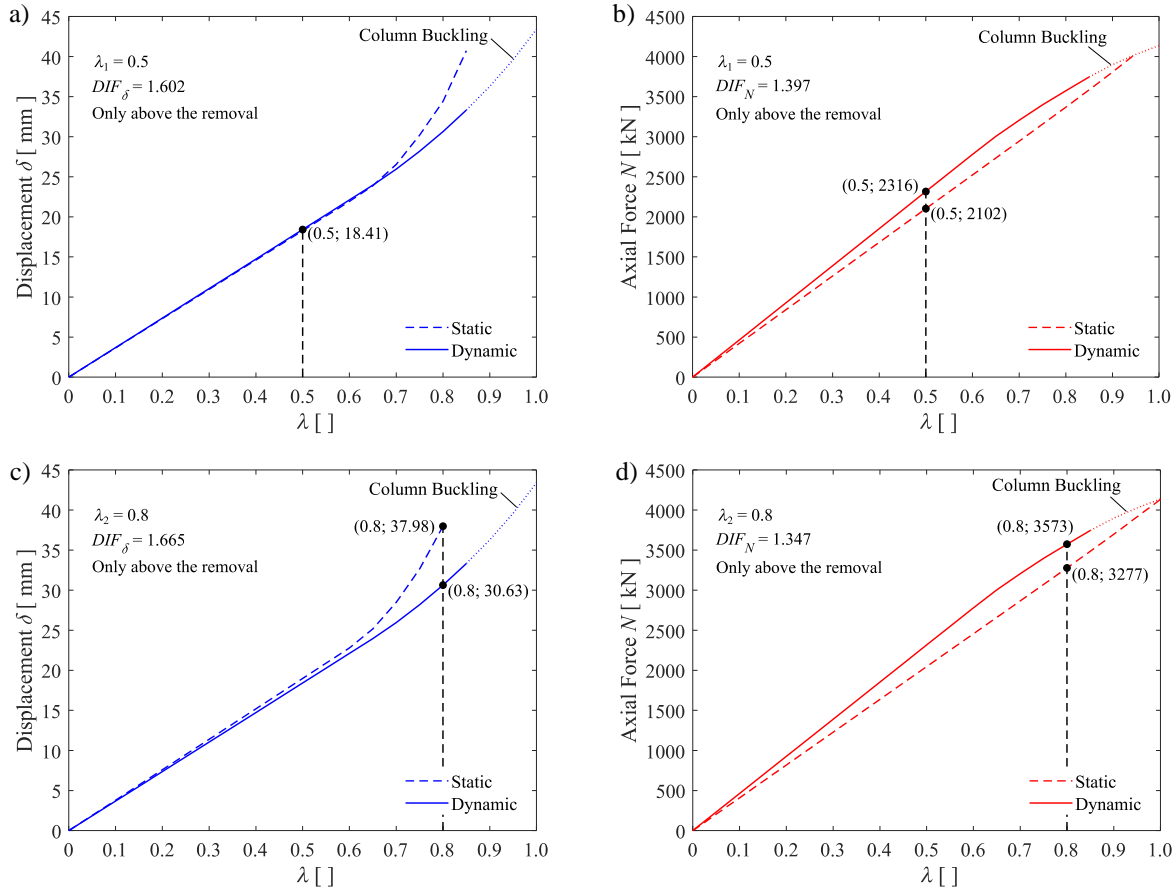 a)
Displacement δ [ mm ]
45
40
35
30
25
20
15
10
5
0
λ1 = 0.5
DIFδ = 1.602
Only above the removal
Column Buckling
(0.5; 18.41)
Static
Dynamic
0 0.1 0.2 0.3 0.4 0.5 0.6 0.7 0.8 0.9 1.0
λ [ ]
b)
Axial Force N [ kN ]
4500
4000
3500
3000
2500
2000
1500
1000
500
0
λ1 = 0.5
DIFN = 1.397
Only above the removal
Column Buckling
(0.5; 2316)
(0.5; 2102)
Static
Dynamic
0 0.1 0.2 0.3 0.4 0.5 0.6 0.7 0.8 0.9 1.0
λ [ ]
c)
Displacement δ [ mm ]
45
40
35
30
25
20
15
10
5
0
λ2 = 0.8
DIFδ = 1.665
Only above the removal
Column Buckling
(0.8; 37.98)
(0.8; 30.63)
Static
Dynamic
0 0.1 0.2 0.3 0.4 0.5 0.6 0.7 0.8 0.9 1.0
λ [ ]
d)
Axial Force N [ kN ]
4500
4000
3500
3000
2500
2000
1500
1000
500
0
λ2 = 0.8
DIFN = 1.347
Only above the removal
Column Buckling
(0.8; 3573)
(0.8; 3277)
Static
Dynamic
0 0.1 0.2 0.3 0.4 0.5 0.6 0.7 0.8 0.9 1.0
λ [ ]